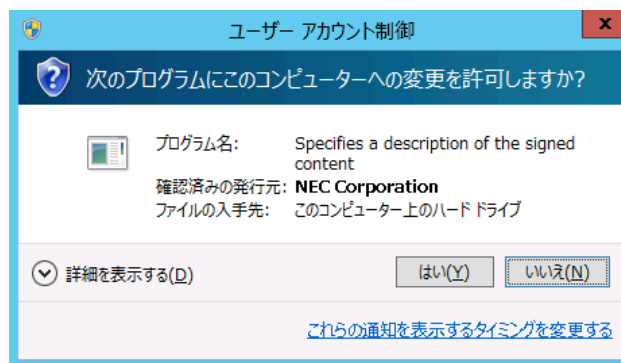 ユーザー アカウント制御
x
次のプログラムにこのコンピューターへの変更を許可しますか?
プログラム名: Specifies a description of the signed
content
確認済みの発行元: NEC Corporation
ファイルの入手先: このコンピューター上のハード ドライブ
詳細を表示する(D)
はい(Y) いいえ(N)
これらの通知を表示するタイミングを変更する